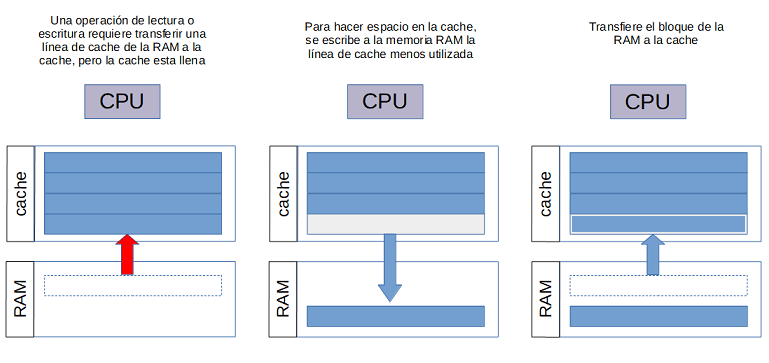 Una operación de lectura o
escritura requiere transferir una
línea de cache de la RAM a la
cache, pero la cache esta llena
CPU
cache
RAM
Para hacer espacio en la cache,
se escribe a la memoria RAM la
línea de cache menos utilizada
CPU
cache
RAM
Transfiere el bloque de la
RAM a la cache
CPU
cache
RAM